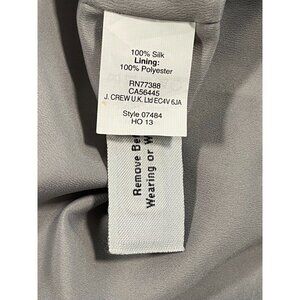 100% Silk
Lining:
100% Polyester
RN77388
CA56445
J. CREW U.K. Ltd EC4V 6JA
Style 07484
HO 13
Remove Be
Wearing or W